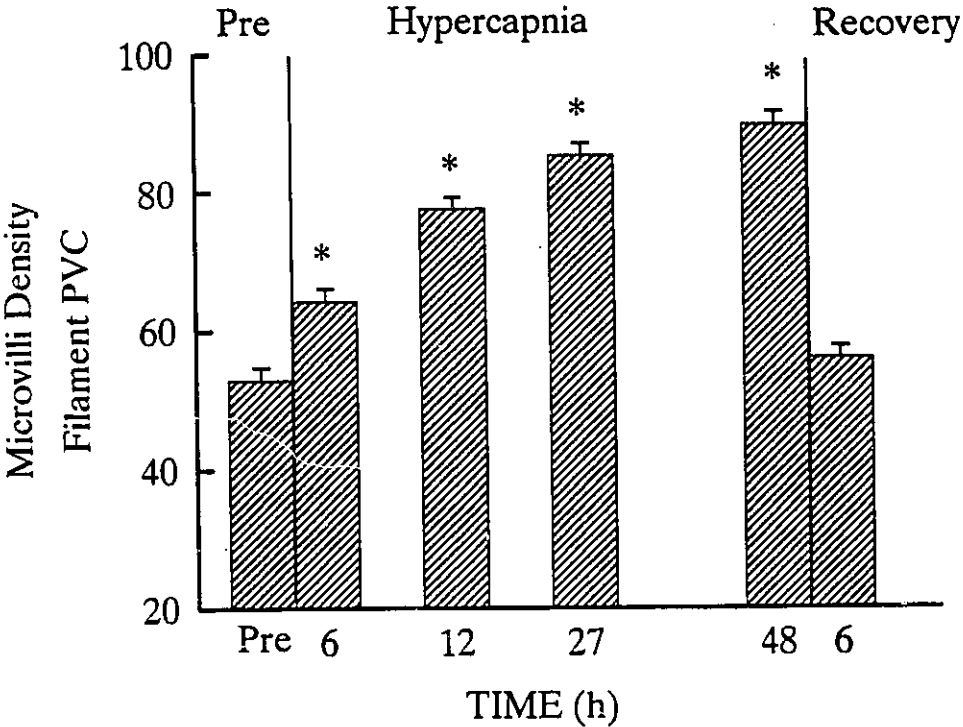 Pre Hypercapnia Recovery
100
80
60
40
20
Microvilli Density
Filament PVC
* * * *
Pre 6 12 27 48 6
TIME (h)